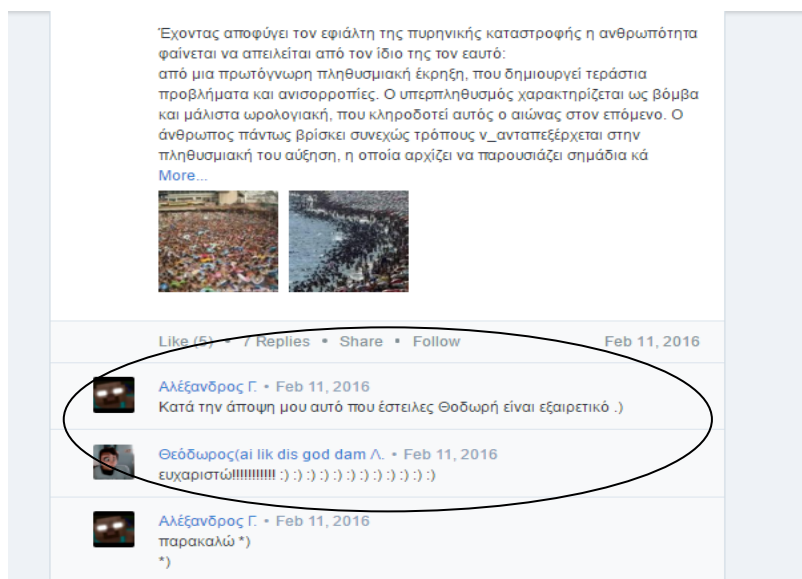 Έχοντας αποφύγει τον εφιάλτη της πυρηνικής καταστροφής η ανθρωπότητα
φαίνεται να απειλείται από τον ίδιο της τον εαυτό:
από μια πρωτόγνωρη πληθυσμιακή έκρηξη, που δημιουργεί τεράστια
προβλήματα και ανισορροπίες. Ο υπερπληθυσμός χαρακτηρίζεται ως βόμβα
και μάλιστα ωρολογιακή, που κληροδοτεί αυτός ο αιώνας στον επόμενο. Ο
άνθρωπος πάντως βρίσκει συνεχώς τρόπους ν_ανταπεξέρχεται στην
πληθυσμιακή του αύξηση, η οποία αρχίζει να παρουσιάζει σημάδια κά
More...
Like (5) • 7 Replies • Share • Follow Feb 11, 2016
Αλέξανδρος Γ. • Feb 11, 2016
Κατά την άποψη μου αυτό που έστειλες Θοδωρή είναι εξαιρετικό .)
Θεόδωρος(ai lik dis god dam /\. • Feb 11, 2016
ευχαριστώ!!!!!!!!!!! :) :) :) :) :) :) :) :) :) :) :) :)
Αλέξανδρος Γ. • Feb 11, 2016
παρακαλώ *)
*)